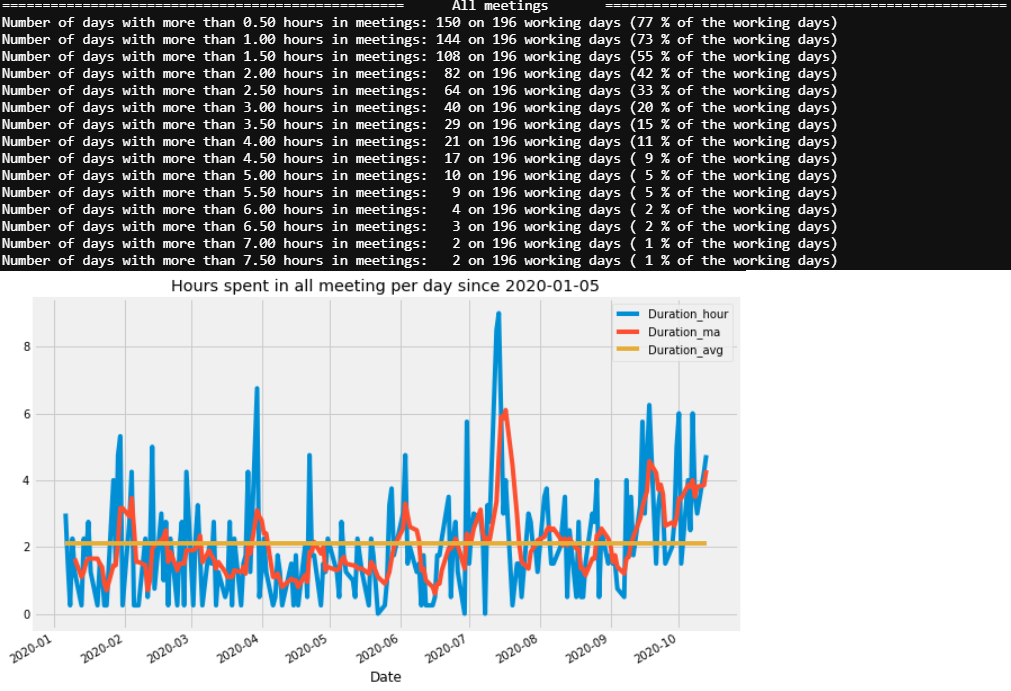 ================================================== All meetings ==================================================
Number of days with more than 0.50 hours in meetings: 150 on 196 working days (77 % of the working days)
Number of days with more than 1.00 hours in meetings: 144 on 196 working days (73 % of the working days)
Number of days with more than 1.50 hours in meetings: 108 on 196 working days (55 % of the working days)
Number of days with more than 2.00 hours in meetings:  82 on 196 working days (42 % of the working days)
Number of days with more than 2.50 hours in meetings:  64 on 196 working days (33 % of the working days)
Number of days with more than 3.00 hours in meetings:  40 on 196 working days (20 % of the working days)
Number of days with more than 3.50 hours in meetings:  29 on 196 working days (15 % of the working days)
Number of days with more than 4.00 hours in meetings:  21 on 196 working days (11 % of the working days)
Number of days with more than 4.50 hours in meetings:  17 on 196 working days ( 9 % of the working days)
Number of days with more than 5.00 hours in meetings:  10 on 196 working days ( 5 % of the working days)
Number of days with more than 5.50 hours in meetings:   9 on 196 working days ( 5 % of the working days)
Number of days with more than 6.00 hours in meetings:   4 on 196 working days ( 2 % of the working days)
Number of days with more than 6.50 hours in meetings:   3 on 196 working days ( 2 % of the working days)
Number of days with more than 7.00 hours in meetings:   2 on 196 working days ( 1 % of the working days)
Number of days with more than 7.50 hours in meetings:   2 on 196 working days ( 1 % of the working days)
Hours spent in all meeting per day since 2020-01-05
Duration_hour
Duration_ma
Duration_avg
8
6
4
2
0
2020-01 2020-02 2020-03 2020-04 2020-05 2020-06 2020-07 2020-08 2020-09 2020-10
Date